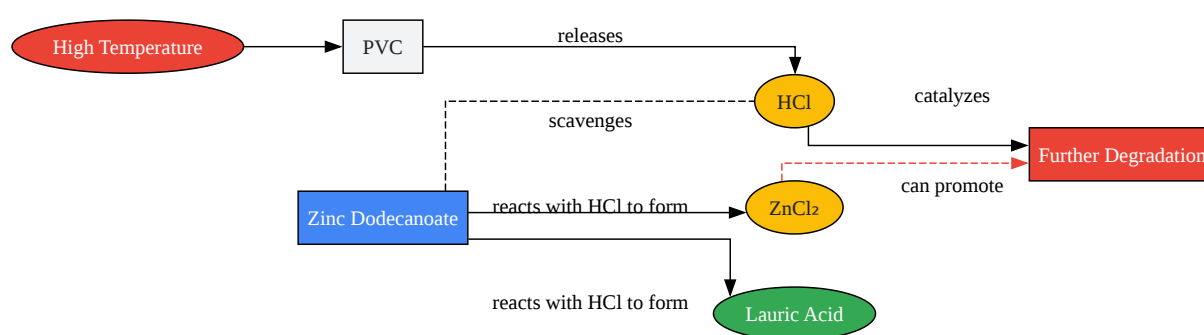 High Temperature
PVC
releases
HCl
catalyzes
scavenges
Further Degradation
can promote
Zinc Dodecanoate
reacts with HCl to form
ZnCl₂
reacts with HCl to form
Lauric Acid